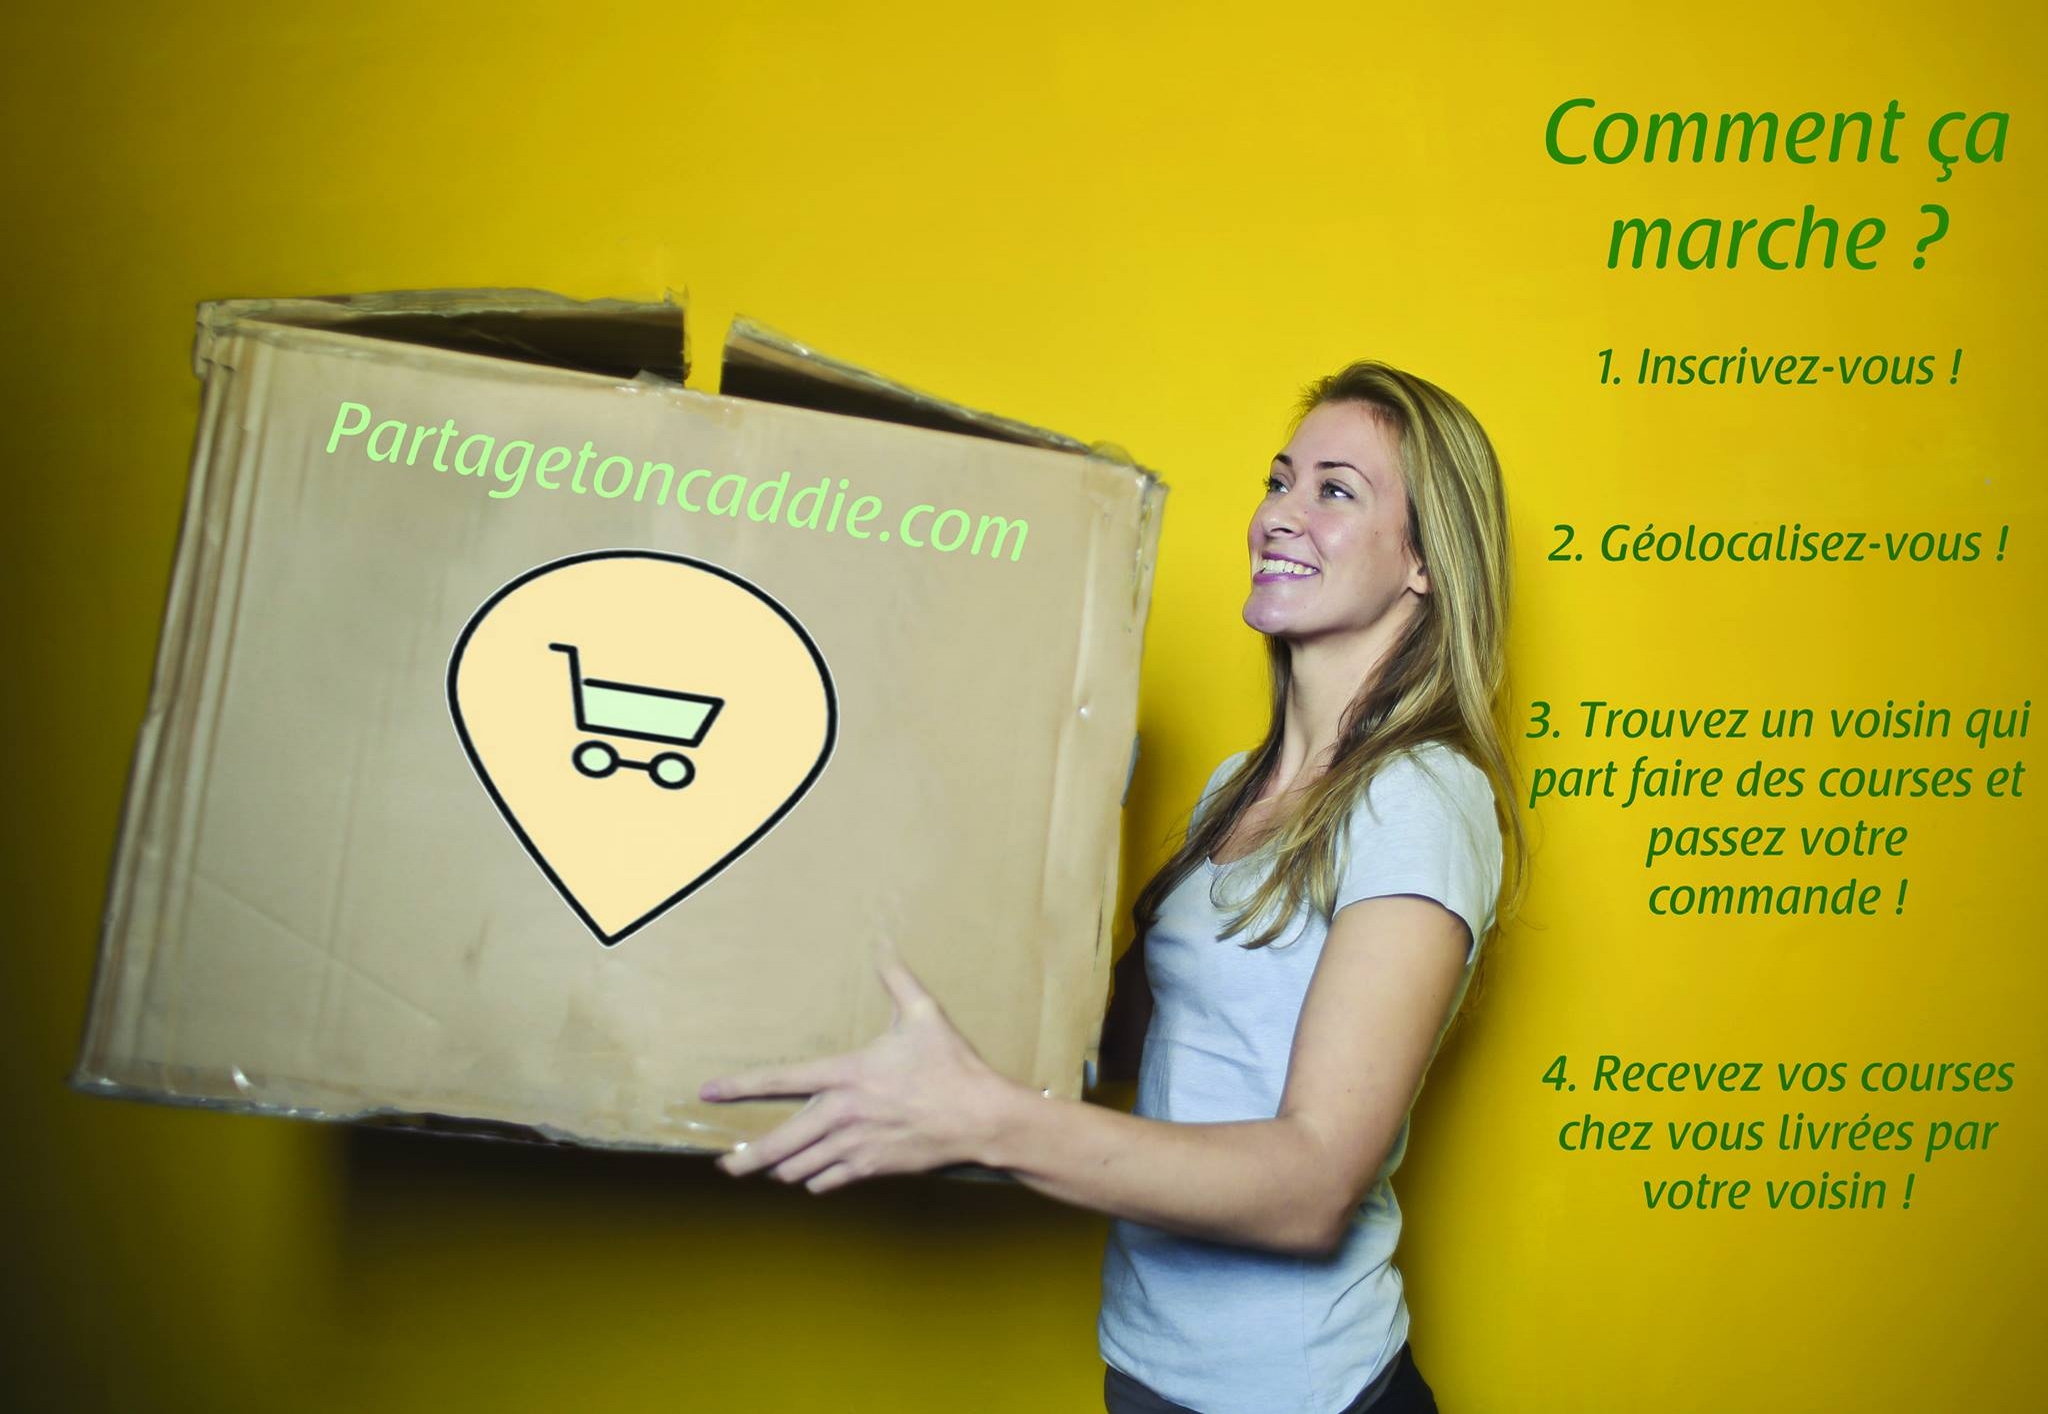 Partagetoncaddie.com
Comment ça
marche ?
1. Inscrivez-vous !
2. Géolocalisez-vous !
3. Trouvez un voisin qui
part faire des courses et
passez votre
commande !
4. Recevez vos courses
chez vous livrées par
votre voisin !